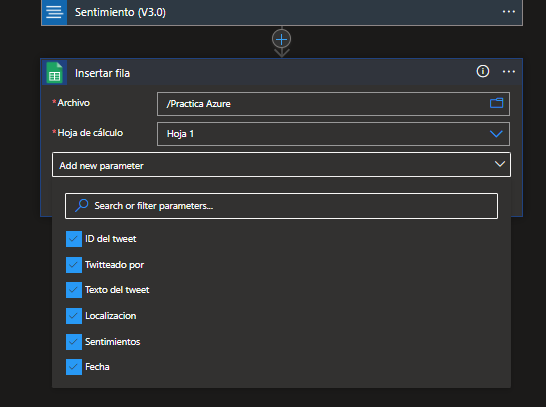 Sentimiento (V3.0)
Insertar fila
* Archivo
/Practica Azure
* Hoja de cálculo
Hoja 1
Add new parameter
Search or filter parameters...
ID del tweet
Twitteado por
Texto del tweet
Localizacion
Sentimientos
Fecha